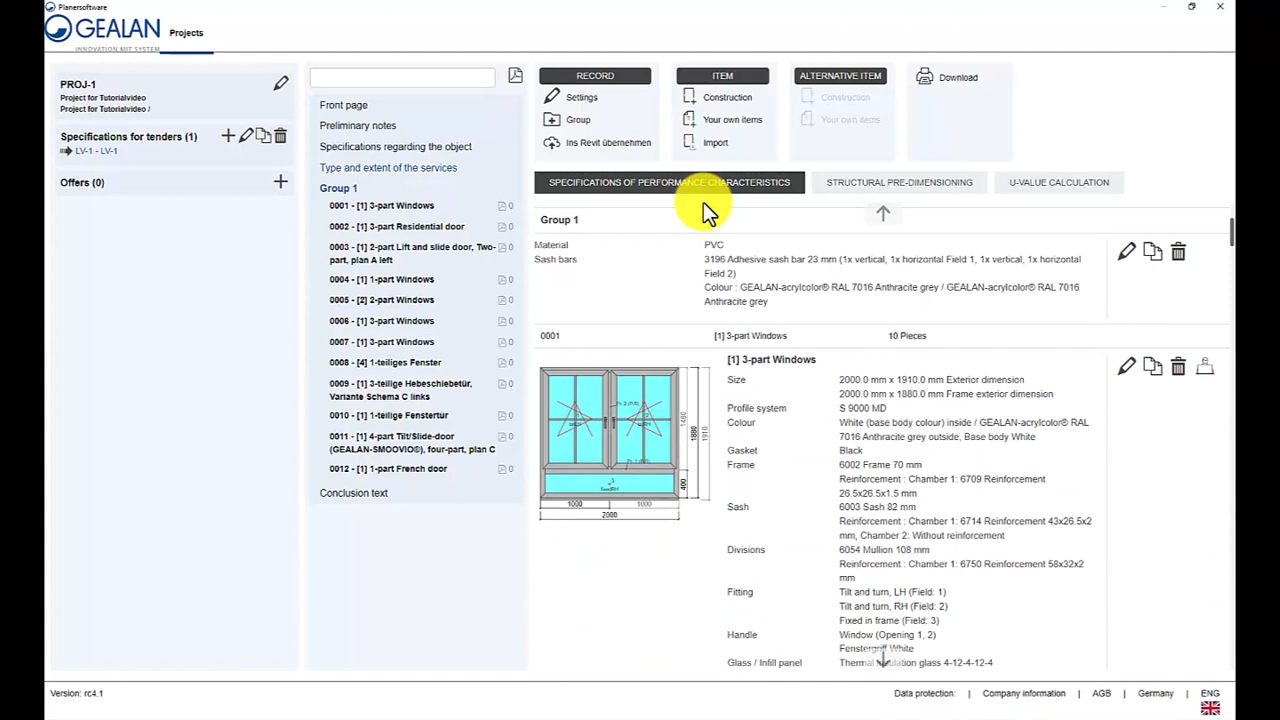 Planersoftware
GEALAN
INNOVATION MIT SYSTEM
Projects
PROJ-1
Project for Tutorialvideo
Project for Tutorialvideo /
Specifications for tenders (1)
LV-1 - LV-1
Offers (0)
Front page
Preliminary notes
Specifications regarding the object
Type and extent of the services
Group 1
0001 - [1] 3-part Windows 0
0002 - [1] 3-part Residential door 0
0003 - [1] 2-part Lift and slide door, Two- 0
part, plan A left
0004 - [1] 1-part Windows 0
0005 - [2] 2-part Windows 0
0006 - [1] 3-part Windows 0
0007 - [1] 3-part Windows 0
0008 - [4] 1-teiliges Fenster 0
0009 - [1] 3-teilige Hebeschiebetür, 0
Variante Schema C links
0010 - [1] 1-teilige Fenstertür 0
0011 - [1] 4-part Tilt/Slide-door 0
(GEALAN-SMOOVIO®), four-part, plan C
0012 - [1] 1-part French door 0
Conclusion text
RECORD
Settings
Group
Ins Revit übernehmen
ITEM
Construction
Your own items
Import
ALTERNATIVE ITEM
Construction
Your own items
Download
SPECIFICATIONS OF PERFORMANCE CHARACTERISTICS
STRUCTURAL PRE-DIMENSIONING
U-VALUE CALCULATION
Group 1
Material PVC
Sash bars 3196 Adhesive sash bar 23 mm (1x vertical, 1x horizontal Field 1, 1x vertical, 1x horizontal
Field 2)
Colour : GEALAN-acrylcolor® RAL 7016 Anthracite grey / GEALAN-acrylcolor® RAL 7016
Anthracite grey
0001 [1] 3-part Windows 10 Pieces
1480
1880
1910
400
1000 1000
2000
[1] 3-part Windows
Size 2000.0 mm x 1910.0 mm Exterior dimension
2000.0 mm x 1880.0 mm Frame exterior dimension
Profile system S 9000 MD
Colour White (base body colour) inside / GEALAN-acrylcolor® RAL
7016 Anthracite grey outside, Base body White
Gasket Black
Frame 6002 Frame 70 mm
Reinforcement : Chamber 1: 6709 Reinforcement
26.5x26.5x1.5 mm
Sash 6003 Sash 82 mm
Reinforcement : Chamber 1: 6714 Reinforcement 43x26.5x2
mm, Chamber 2: Without reinforcement
Divisions 6054 Mullion 108 mm
Reinforcement : Chamber 1: 6750 Reinforcement 58x32x2
mm
Fitting Tilt and turn, LH (Field: 1)
Tilt and turn, RH (Field: 2)
Fixed in frame (Field: 3)
Handle Window (Opening 1, 2)
Fenstergriff White
Glass / Infill panel Thermal insulation glass 4-12-4-12-4
Version: rc4.1
Data protection: | Company information | AGB | Germany | ENG